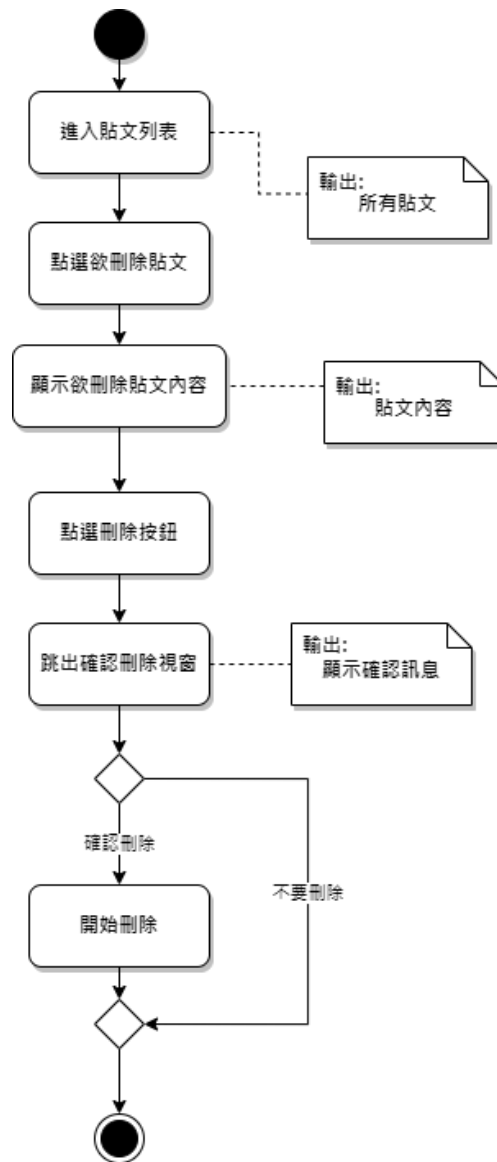 進入貼文列表
輸出:
所有貼文
點選欲刪除貼文
顯示欲刪除貼文內容
輸出:
貼文內容
點選刪除按鈕
跳出確認刪除視窗
輸出:
顯示確認訊息
確認刪除
不要刪除
開始刪除